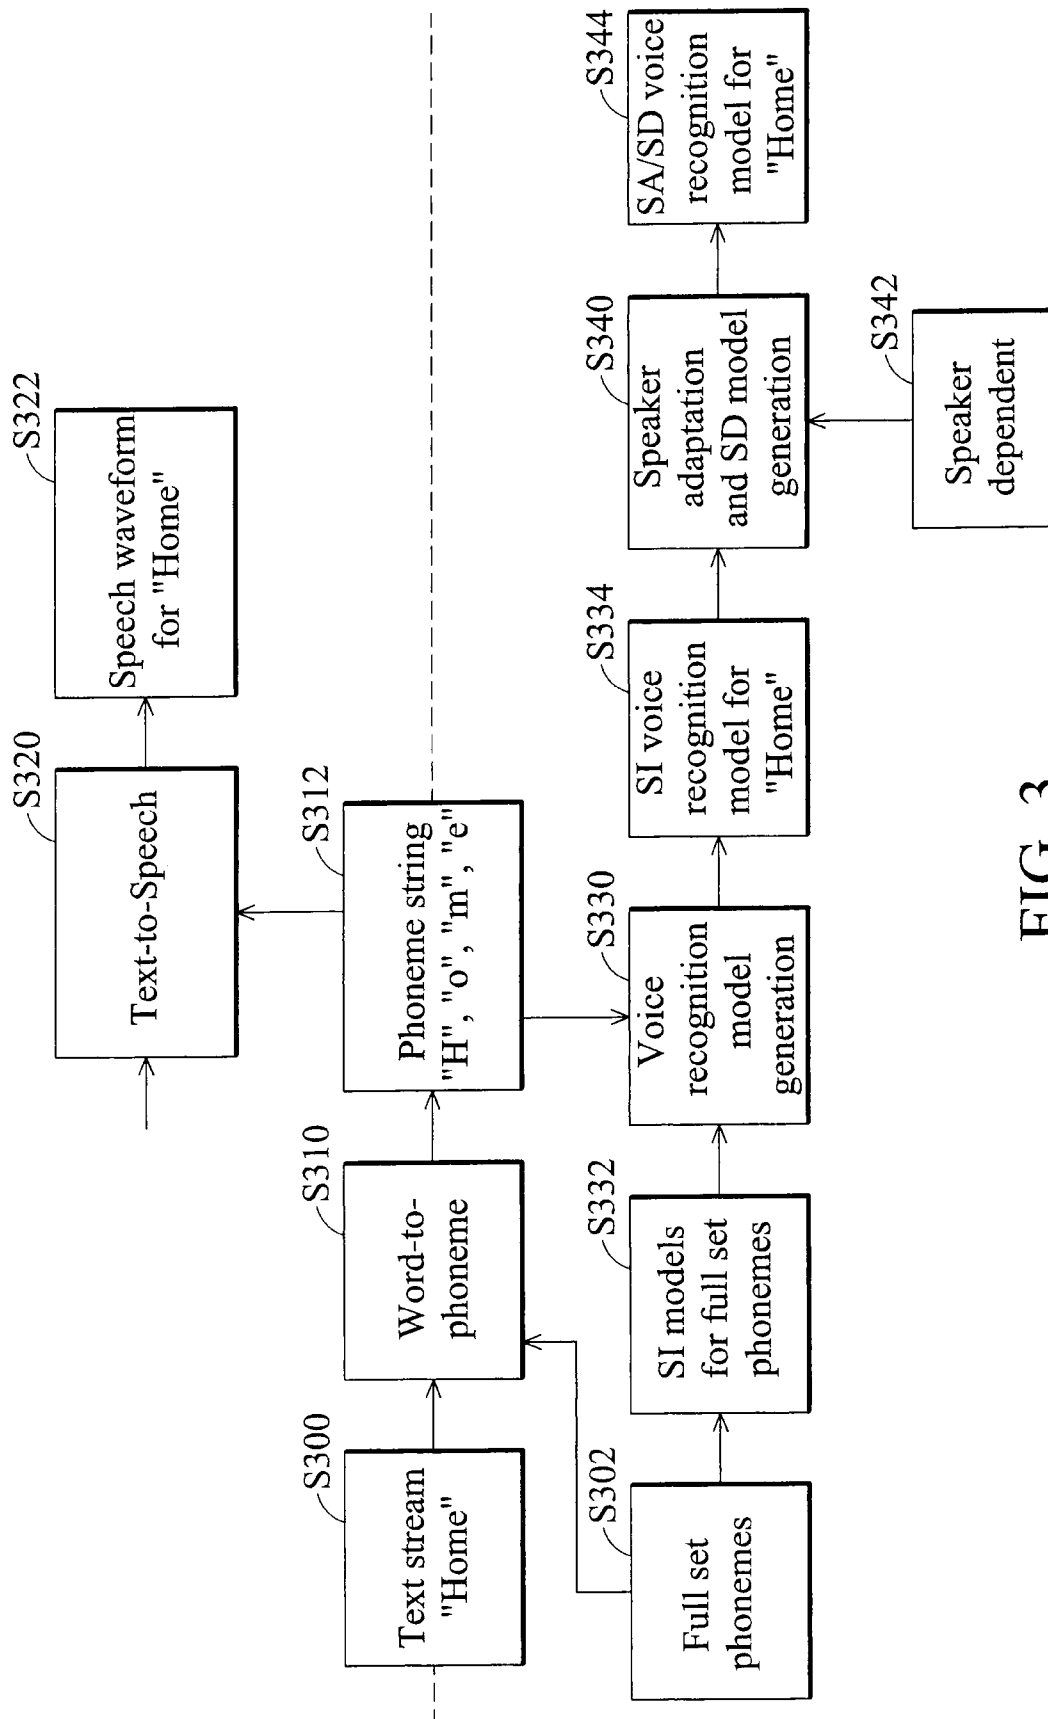 S320
Text-to-Speech
S322
Speech waveform
for "Home"
S300
Text stream
"Home"
S310
Word-to-
phoneme
S312
Phoneme string
"H", "o", "m", "e"
S302
Full set
phonemes
S332
SI models
for full set
phonemes
S330
Voice
recognition
model
generation
S334
SI voice
recognition
model for
"Home"
S340
Speaker
adaptation
and SD model
generation
S344
SA/SD voice
recognition
model for
"Home"
S342
Speaker
dependent
FIG. 3